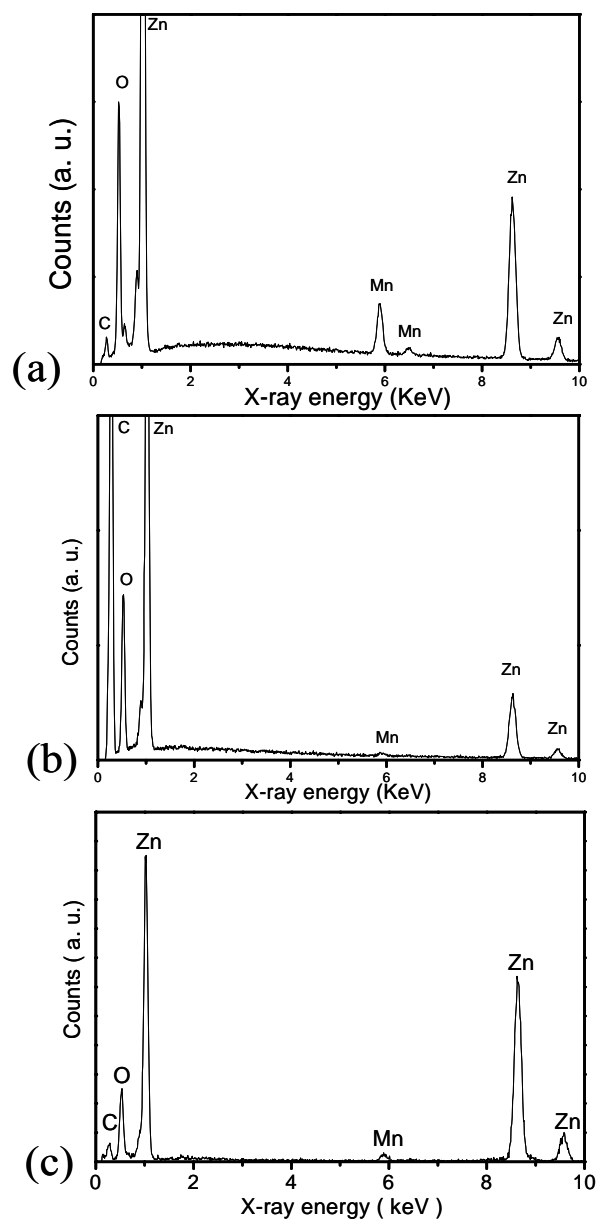 Zn
O
Zn
Mn
C
Mn
Zn
Counts (a. u.)
0 2 4 6 8 10
X-ray energy (KeV)
(a)
C Zn
O
Zn
Mn
Zn
Counts (a. u.)
0 2 4 6 8 10
X-ray energy (KeV)
(b)
Zn
Zn
O
C
Mn
Zn
Counts ( a. u.)
0 2 4 6 8 10
X-ray energy ( keV )
(c)